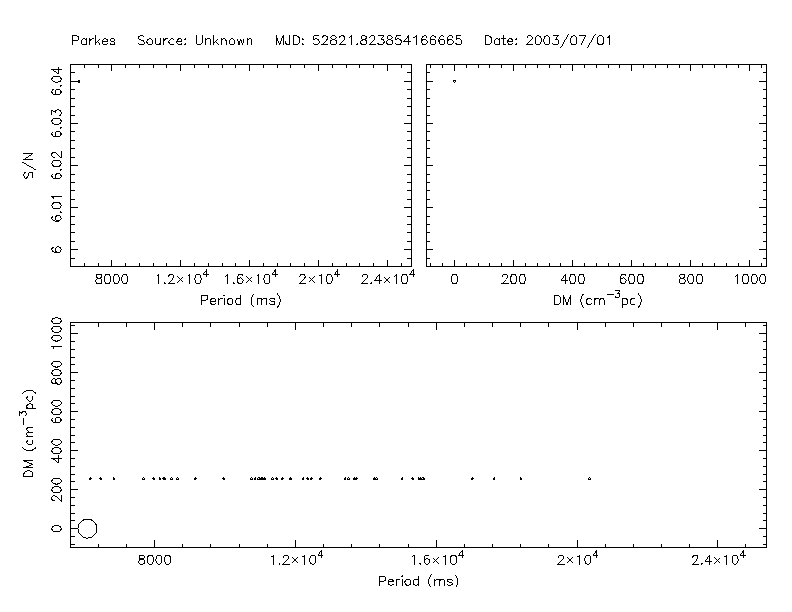 Parkes Source: Unknown MJD: 52821.823854166665 Date: 2003/07/01
S/N
6 6.01 6.02 6.03 6.04
8000 1.2×10⁴ 1.6×10⁴ 2×10⁴ 2.4×10⁴
Period (ms)
0 200 400 600 800 1000
DM (cm⁻³pc)
DM (cm⁻³pc)
0 200 400 600 800 1000
8000 1.2×10⁴ 1.6×10⁴ 2×10⁴ 2.4×10⁴
Period (ms)